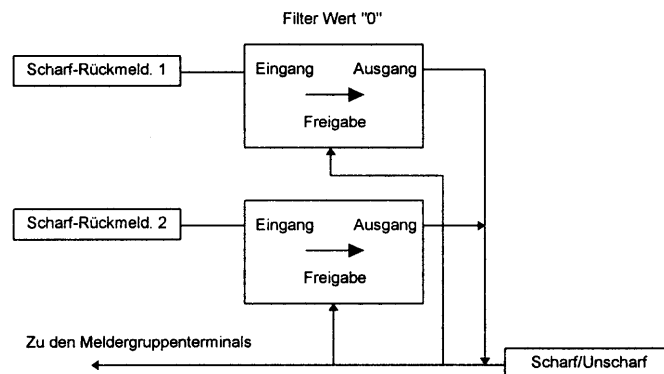 Filter Wert "0"
Scharf-Rückmeld. 1
Eingang Ausgang
Freigabe
Scharf-Rückmeld. 2
Eingang Ausgang
Freigabe
Zu den Meldergruppenterminals
Scharf/Unscharf